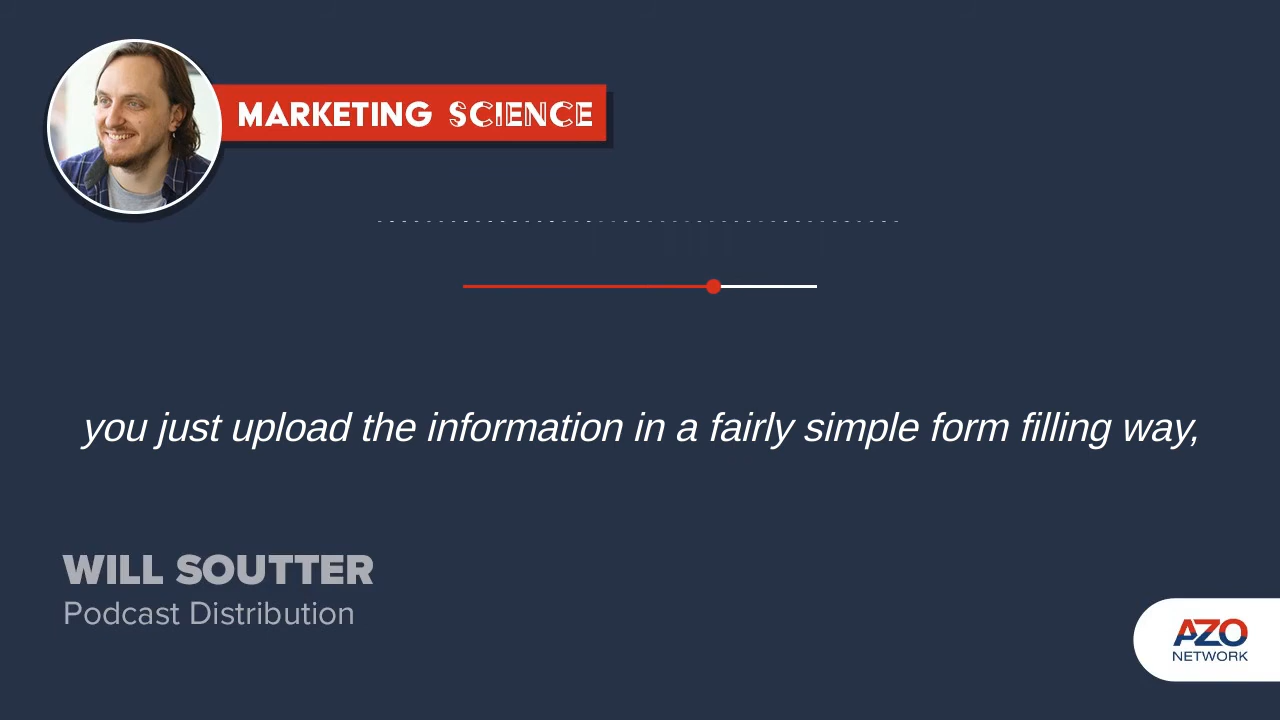 MARKETING SCIENCE
you just upload the information in a fairly simple form filling way,
WILL SOUTTER
Podcast Distribution
AZO
NETWORK